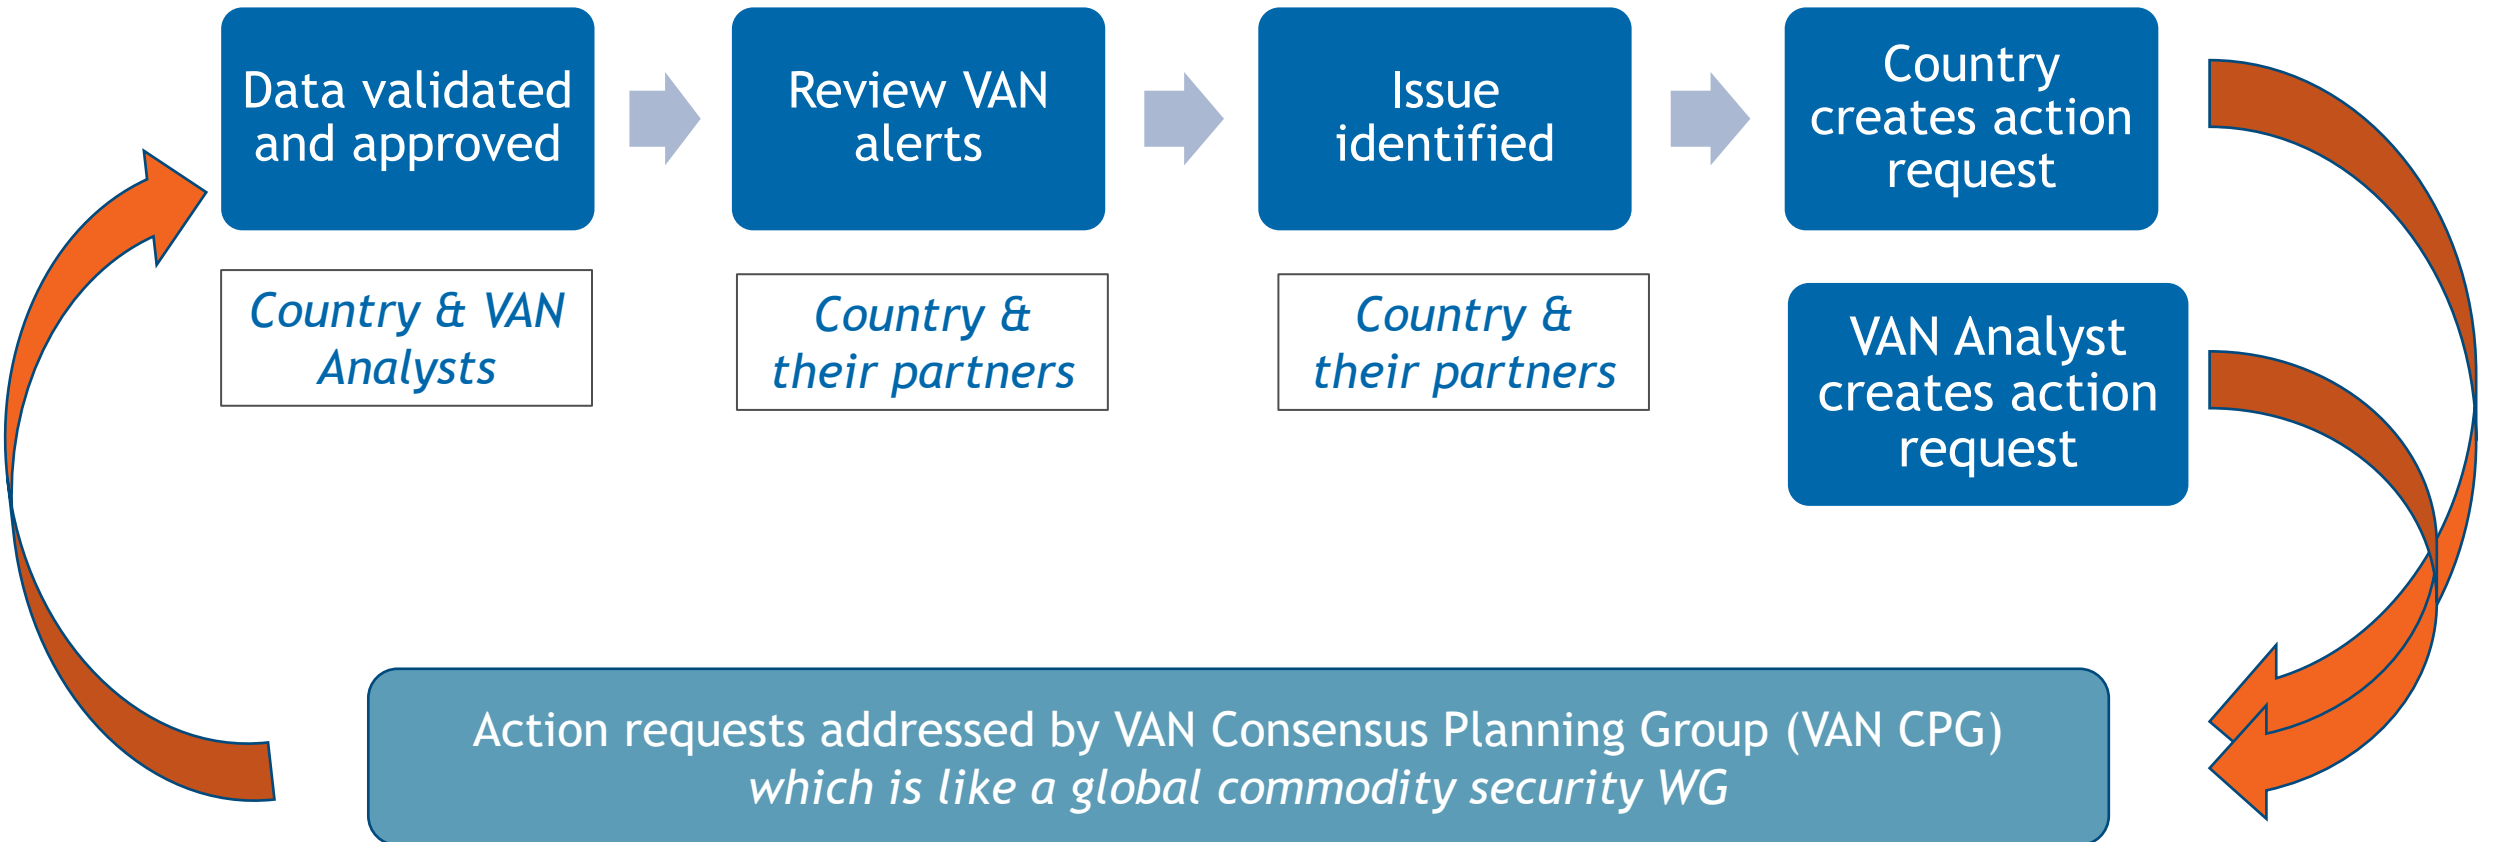 Data validated
and approved
Review VAN
alerts
Issue
identified
Country
creates action
request
Country & VAN
Analysts
Country &
their partners
Country &
their partners
VAN Analyst
creates action
request
Action requests addressed by VAN Consensus Planning Group (VAN CPG)
which is like a global commodity security WG